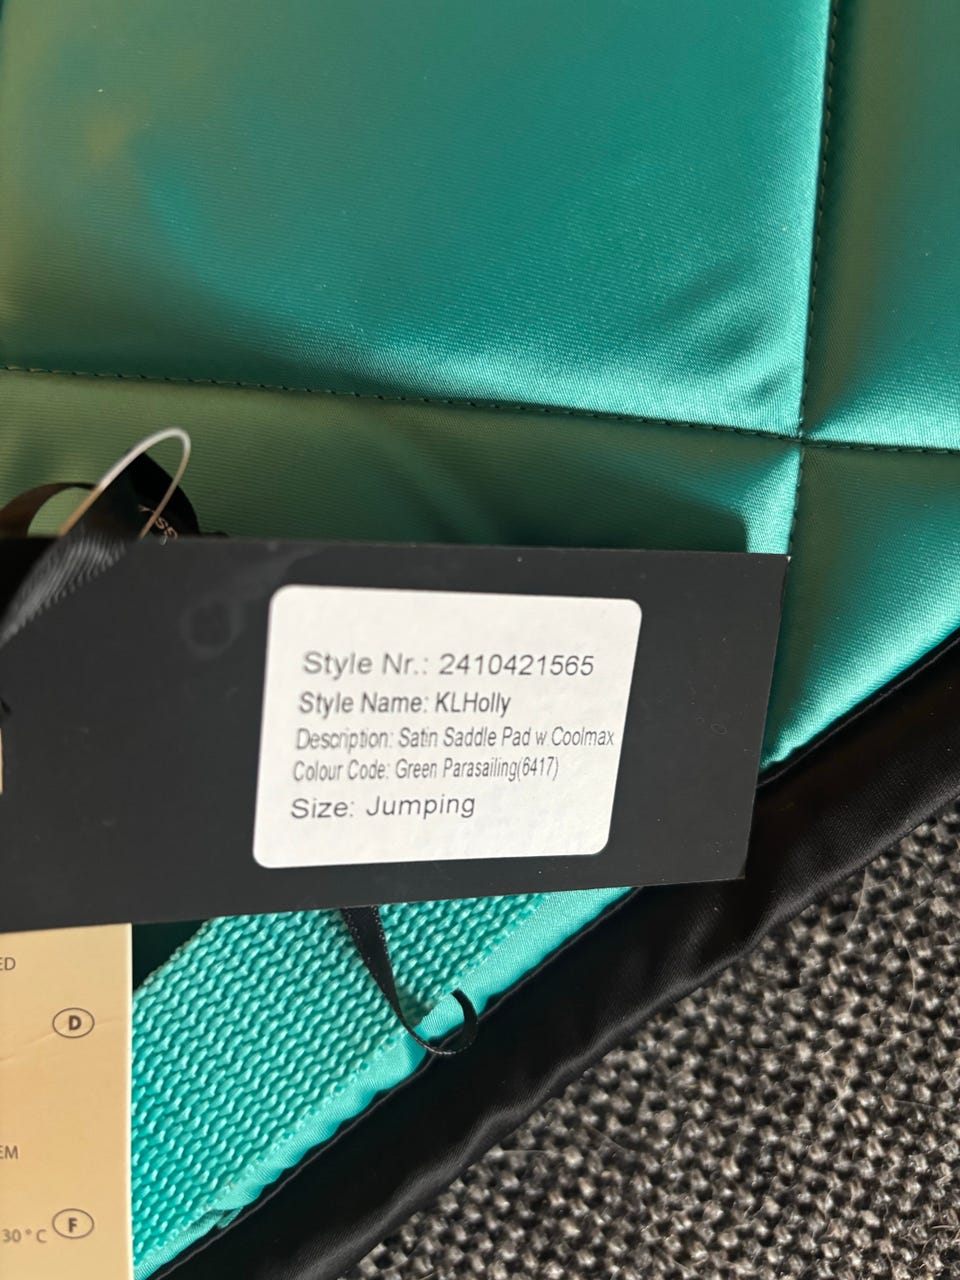 Style Nr.: 2410421565
Style Name: KLHolly
Description: Satin Saddle Pad w Coolmax
Colour Code: Green Parasailing(6417)
Size: Jumping
ED
D
EM
30°C
F